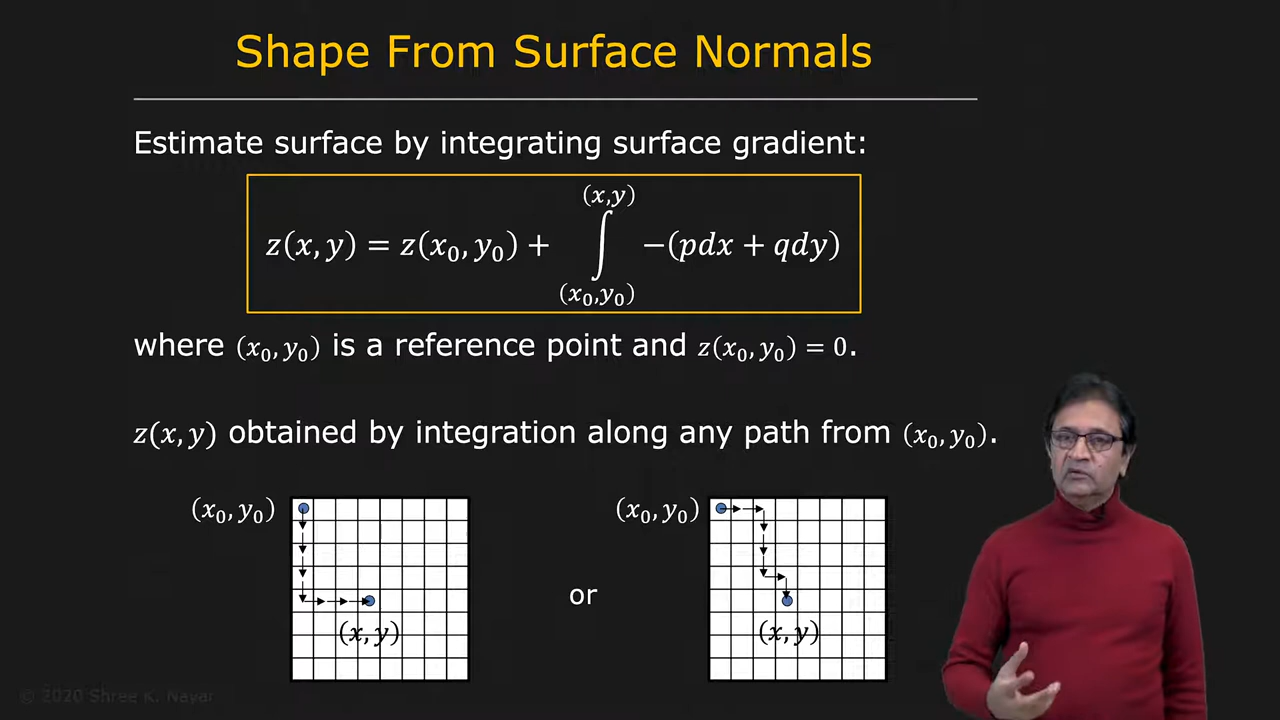 Shape From Surface Normals
Estimate surface by integrating surface gradient:
(x,y)
z(x, y) = z(x₀, y₀) + ∫ −(pdx + qdy)
(x₀,y₀)
where (x₀, y₀) is a reference point and z(x₀, y₀) = 0.
z(x, y) obtained by integration along any path from (x₀, y₀).
(x₀, y₀) (x₀, y₀)
or
(x, y) (x, y)
© 2020 Shree K. Nayar